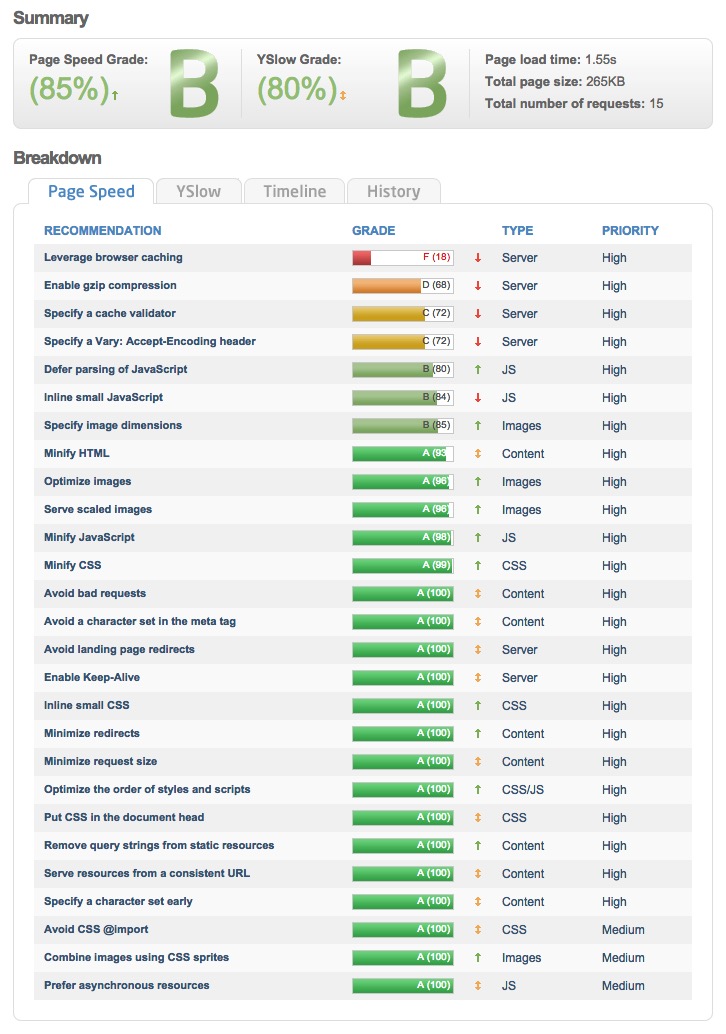 Summary
Page Speed Grade: YSlow Grade: Page load time: 1.55s
(85%)↑ B (80%)↕ B Total page size: 265KB
Total number of requests: 15
Breakdown
Page Speed YSlow Timeline History
RECOMMENDATION GRADE TYPE PRIORITY
Leverage browser caching F (18) ↓ Server High
Enable gzip compression D (68) ↓ Server High
Specify a cache validator C (72) ↓ Server High
Specify a Vary: Accept-Encoding header C (72) ↓ Server High
Defer parsing of JavaScript B (80) ↑ JS High
Inline small JavaScript B (84) ↓ JS High
Specify image dimensions B (85) ↑ Images High
Minify HTML A (93) ↕ Content High
Optimize images A (96) ↑ Images High
Serve scaled images A (96) ↑ Images High
Minify JavaScript A (98) ↑ JS High
Minify CSS A (99) ↑ CSS High
Avoid bad requests A (100) ↕ Content High
Avoid a character set in the meta tag A (100) ↕ Content High
Avoid landing page redirects A (100) ↕ Server High
Enable Keep-Alive A (100) ↕ Server High
Inline small CSS A (100) ↑ CSS High
Minimize redirects A (100) ↑ Content High
Minimize request size A (100) ↕ Content High
Optimize the order of styles and scripts A (100) ↑ CSS/JS High
Put CSS in the document head A (100) ↕ CSS High
Remove query strings from static resources A (100) ↑ Content High
Serve resources from a consistent URL A (100) ↕ Content High
Specify a character set early A (100) ↕ Content High
Avoid CSS @import A (100) ↕ CSS Medium
Combine images using CSS sprites A (100) ↑ Images Medium
Prefer asynchronous resources A (100) ↕ JS Medium